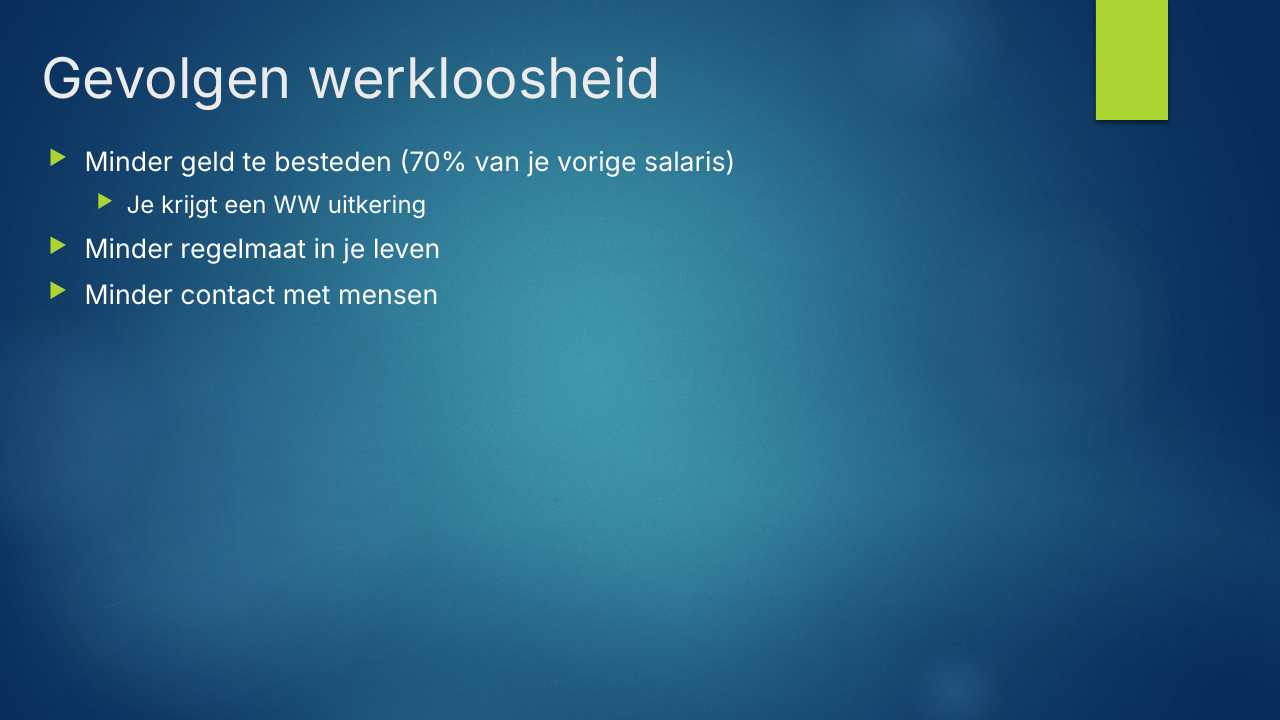 Gevolgen werkloosheid
Minder geld te besteden (70% van je vorige salaris)
Je krijgt een WW uitkering
Minder regelmaat in je leven
Minder contact met mensen